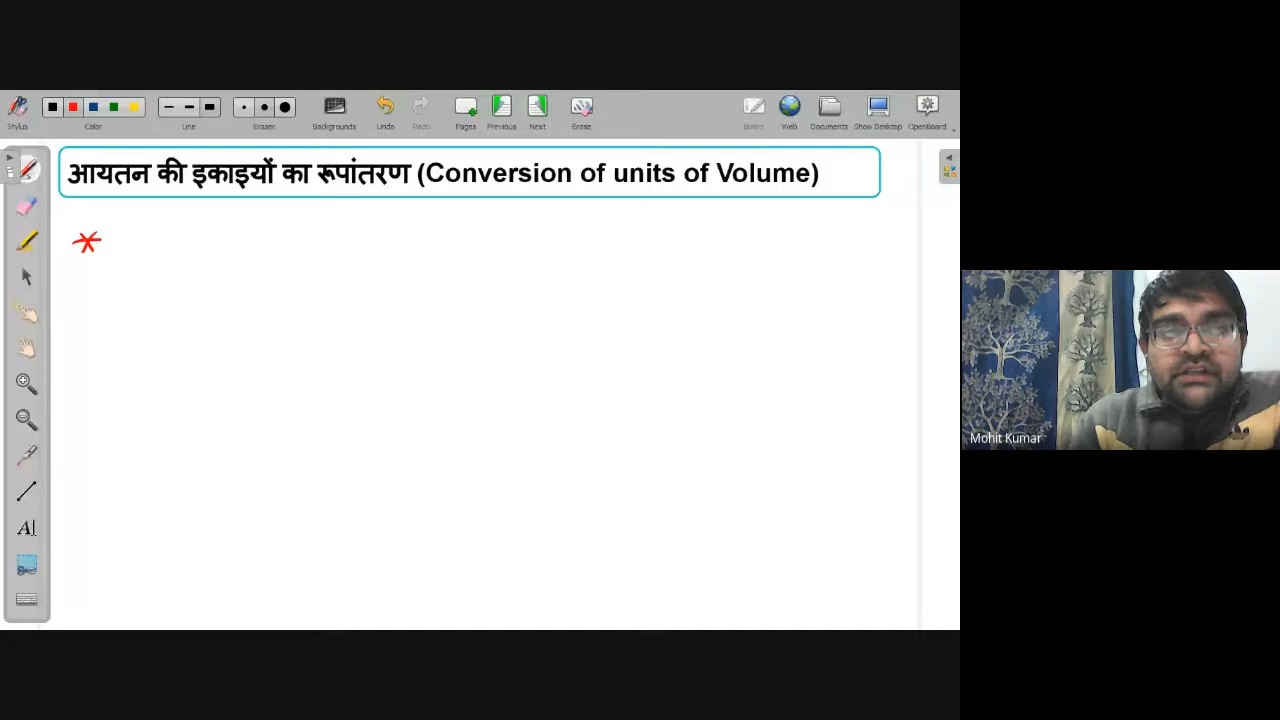 Stylus
Color
Line
Eraser
Backgrounds
Undo
Redo
Pages
Previous
Next
Erase
Board
Web
Documents
Show Desktop
OpenBoard
आयतन की इकाइयों का रूपांतरण (Conversion of units of Volume)
*
A
Mohit Kumar